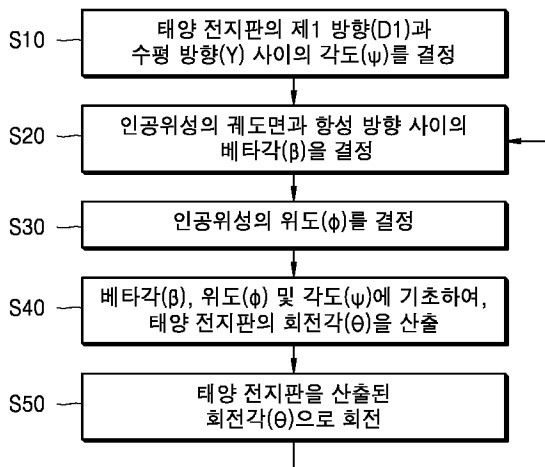 S10
태양 전지판의 제1 방향(D1)과
수평 방향(Y) 사이의 각도(ψ)를 결정
S20
인공위성의 궤도면과 항성 방향 사이의
베타각(β)을 결정
S30
인공위성의 위도(ϕ)를 결정
S40
베타각(β), 위도(ϕ) 및 각도(ψ)에 기초하여,
태양 전지판의 회전각(θ)을 산출
S50
태양 전지판을 산출된
회전각(θ)으로 회전